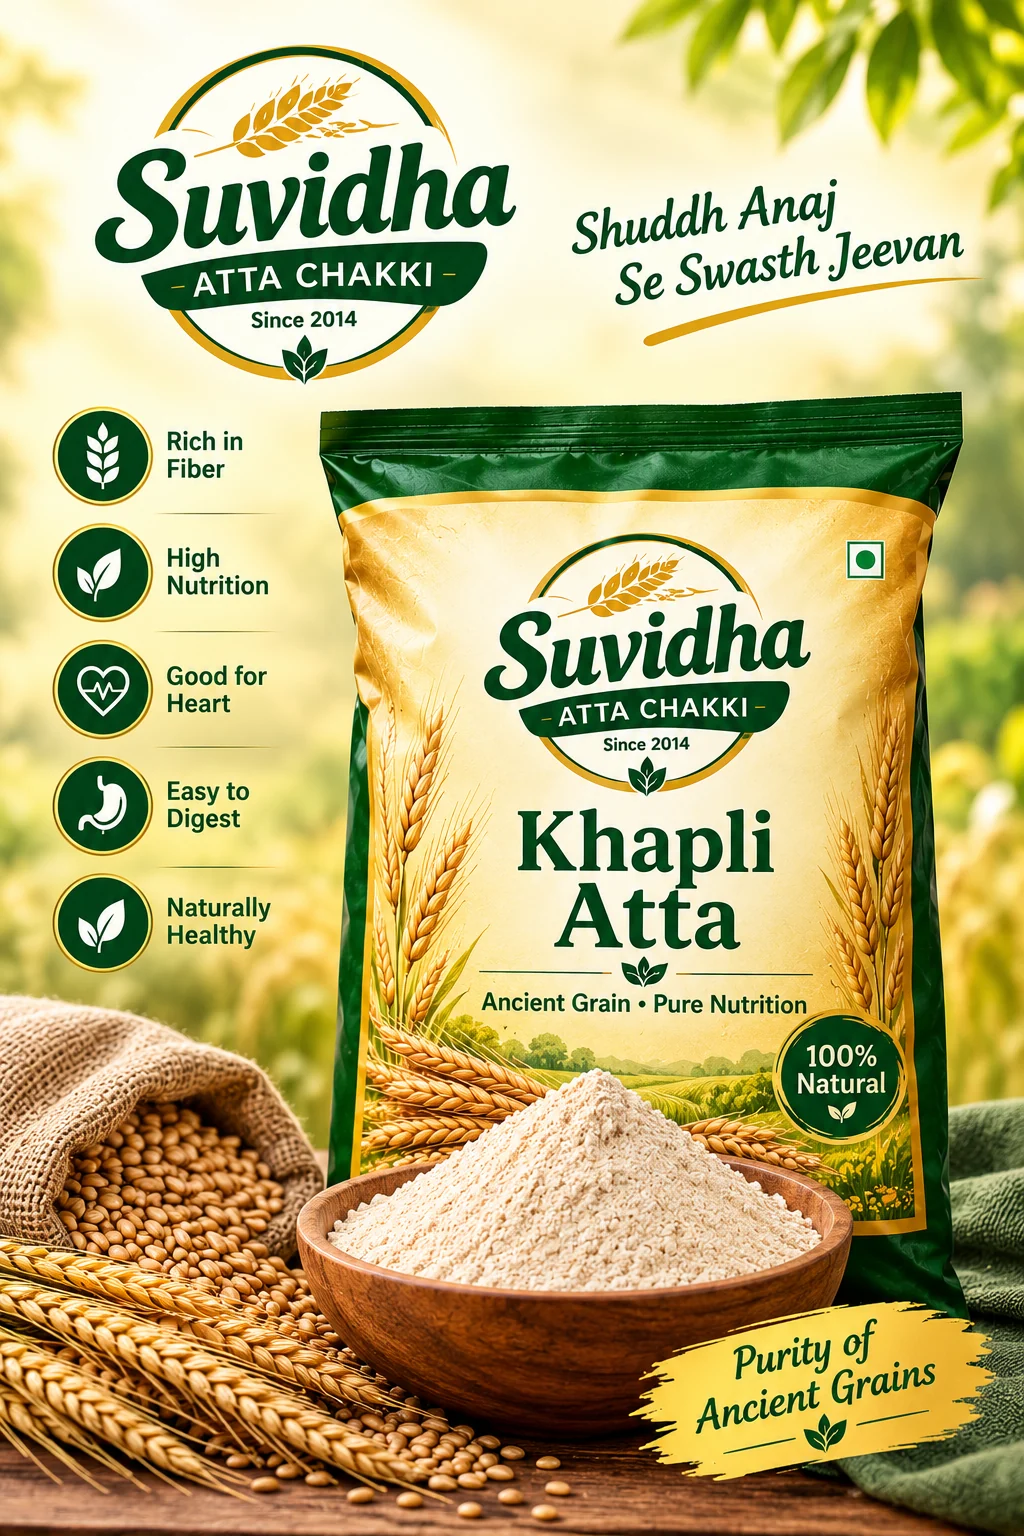 Suvidha
ATTA CHAKKI
Since 2014
Shuddh Anaj
Se Swasth Jeevan
Rich in
Fiber
High
Nutrition
Good for
Heart
Easy to
Digest
Naturally
Healthy
Suvidha
ATTA CHAKKI
Since 2014
Khapli
Atta
Ancient Grain • Pure Nutrition
100%
Natural
Purity of
Ancient Grains